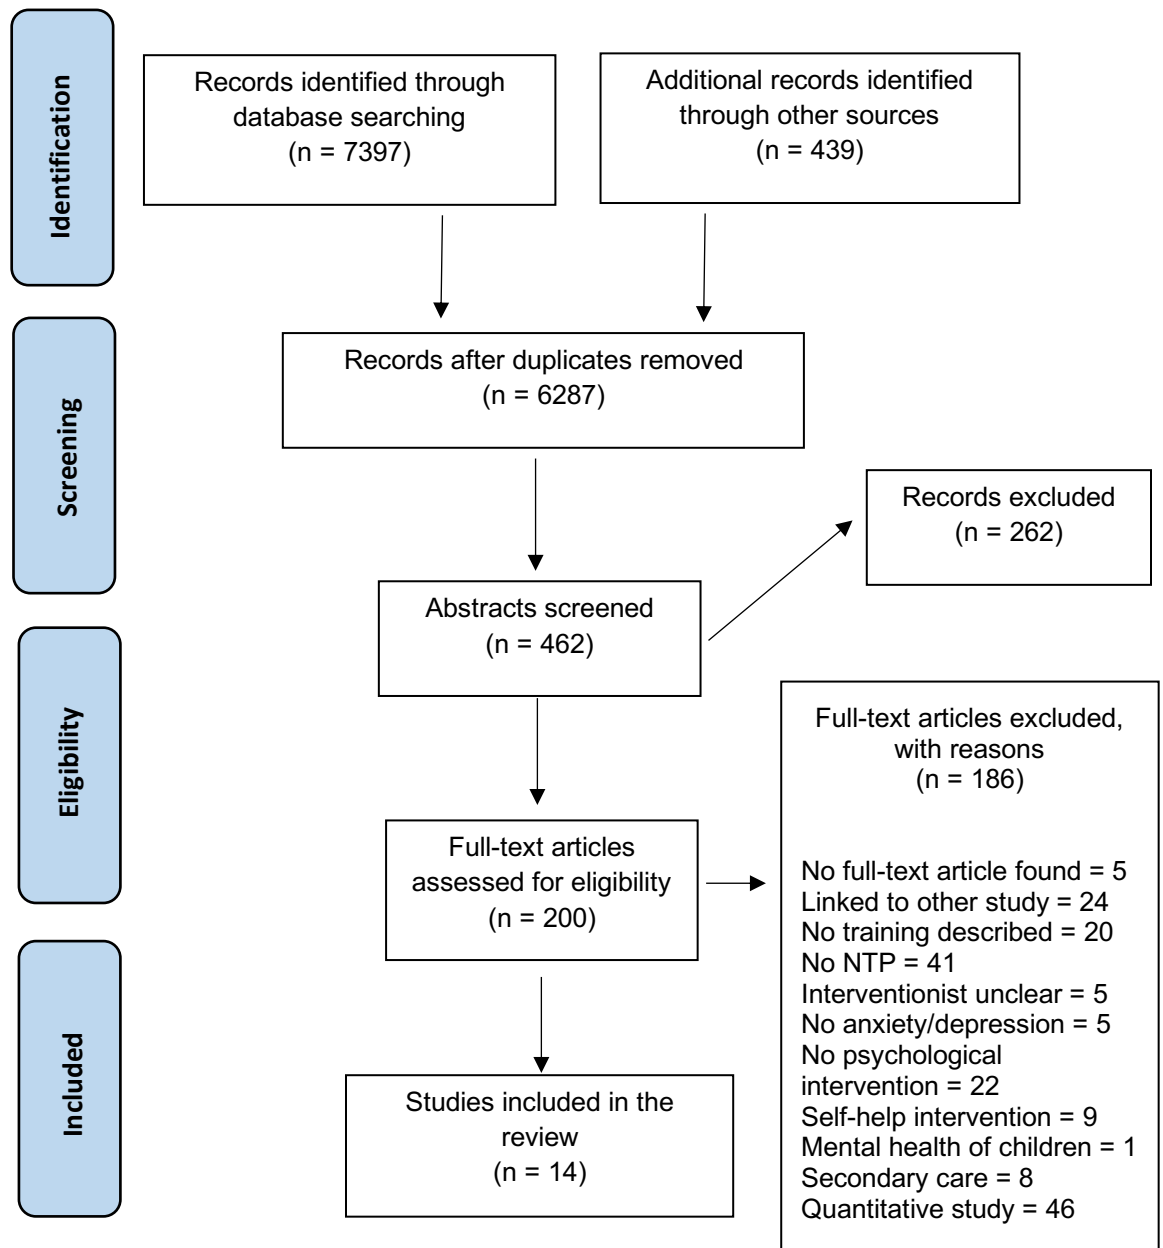 Identification
Records identified through
database searching
(n = 7397)
Additional records identified
through other sources
(n = 439)
Screening
Records after duplicates removed
(n = 6287)
Records excluded
(n = 262)
Abstracts screened
(n = 462)
Eligibility
Full-text articles
assessed for eligibility
(n = 200)
Full-text articles excluded,
with reasons
(n = 186)
No full-text article found = 5
Linked to other study = 24
No training described = 20
No NTP = 41
Interventionist unclear = 5
No anxiety/depression = 5
No psychological
intervention = 22
Self-help intervention = 9
Mental health of children = 1
Secondary care = 8
Quantitative study = 46
Included
Studies included in the
review
(n = 14)